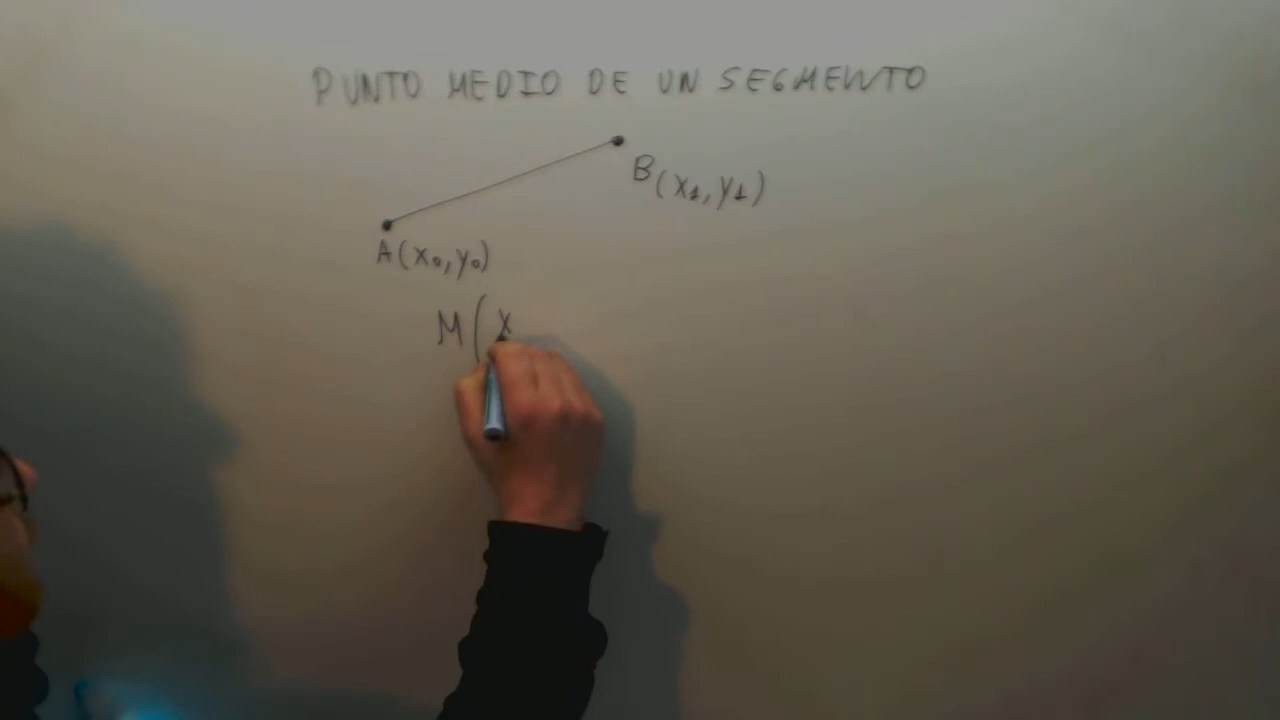 PUNTO MEDIO DE UN SEGMENTO
B(x₁, y₁)
A(x₀, y₀)
M(x